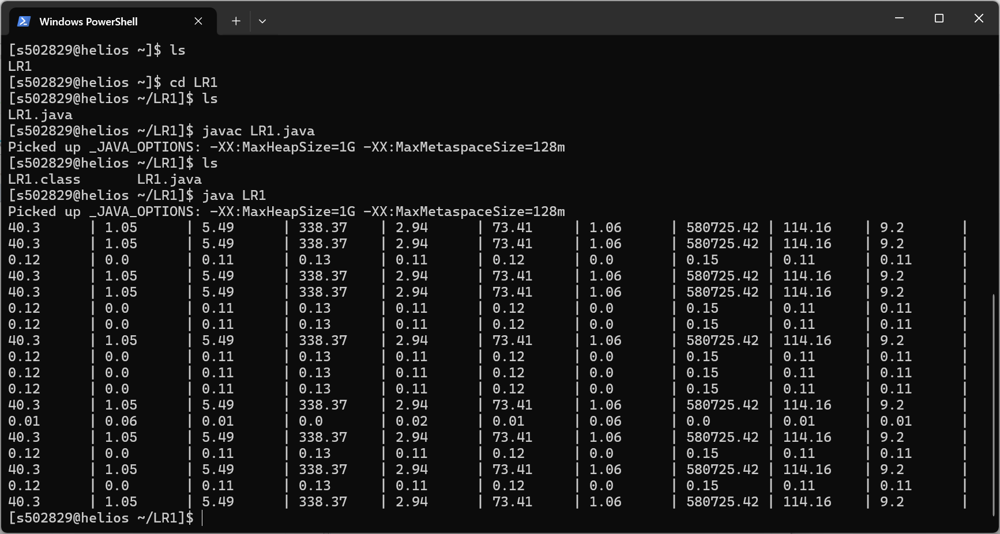 Windows PowerShell
[s502829@helios ~]$ ls
LR1
[s502829@helios ~]$ cd LR1
[s502829@helios ~/LR1]$ ls
LR1.java
[s502829@helios ~/LR1]$ javac LR1.java
Picked up _JAVA_OPTIONS: -XX:MaxHeapSize=1G -XX:MaxMetaspaceSize=128m
[s502829@helios ~/LR1]$ ls
LR1.class       LR1.java
[s502829@helios ~/LR1]$ java LR1
Picked up _JAVA_OPTIONS: -XX:MaxHeapSize=1G -XX:MaxMetaspaceSize=128m
40.3      | 1.05      | 5.49      | 338.37    | 2.94      | 73.41     | 1.06      | 580725.42 | 114.16    | 9.2       |
40.3      | 1.05      | 5.49      | 338.37    | 2.94      | 73.41     | 1.06      | 580725.42 | 114.16    | 9.2       |
0.12      | 0.0       | 0.11      | 0.13      | 0.11      | 0.12      | 0.0       | 0.15      | 0.11      | 0.11      |
40.3      | 1.05      | 5.49      | 338.37    | 2.94      | 73.41     | 1.06      | 580725.42 | 114.16    | 9.2       |
40.3      | 1.05      | 5.49      | 338.37    | 2.94      | 73.41     | 1.06      | 580725.42 | 114.16    | 9.2       |
0.12      | 0.0       | 0.11      | 0.13      | 0.11      | 0.12      | 0.0       | 0.15      | 0.11      | 0.11      |
0.12      | 0.0       | 0.11      | 0.13      | 0.11      | 0.12      | 0.0       | 0.15      | 0.11      | 0.11      |
40.3      | 1.05      | 5.49      | 338.37    | 2.94      | 73.41     | 1.06      | 580725.42 | 114.16    | 9.2       |
0.12      | 0.0       | 0.11      | 0.13      | 0.11      | 0.12      | 0.0       | 0.15      | 0.11      | 0.11      |
0.12      | 0.0       | 0.11      | 0.13      | 0.11      | 0.12      | 0.0       | 0.15      | 0.11      | 0.11      |
0.12      | 0.0       | 0.11      | 0.13      | 0.11      | 0.12      | 0.0       | 0.15      | 0.11      | 0.11      |
40.3      | 1.05      | 5.49      | 338.37    | 2.94      | 73.41     | 1.06      | 580725.42 | 114.16    | 9.2       |
0.01      | 0.06      | 0.01      | 0.0       | 0.02      | 0.01      | 0.06      | 0.0       | 0.01      | 0.01      |
40.3      | 1.05      | 5.49      | 338.37    | 2.94      | 73.41     | 1.06      | 580725.42 | 114.16    | 9.2       |
0.12      | 0.0       | 0.11      | 0.13      | 0.11      | 0.12      | 0.0       | 0.15      | 0.11      | 0.11      |
40.3      | 1.05      | 5.49      | 338.37    | 2.94      | 73.41     | 1.06      | 580725.42 | 114.16    | 9.2       |
0.12      | 0.0       | 0.11      | 0.13      | 0.11      | 0.12      | 0.0       | 0.15      | 0.11      | 0.11      |
40.3      | 1.05      | 5.49      | 338.37    | 2.94      | 73.41     | 1.06      | 580725.42 | 114.16    | 9.2       |
[s502829@helios ~/LR1]$